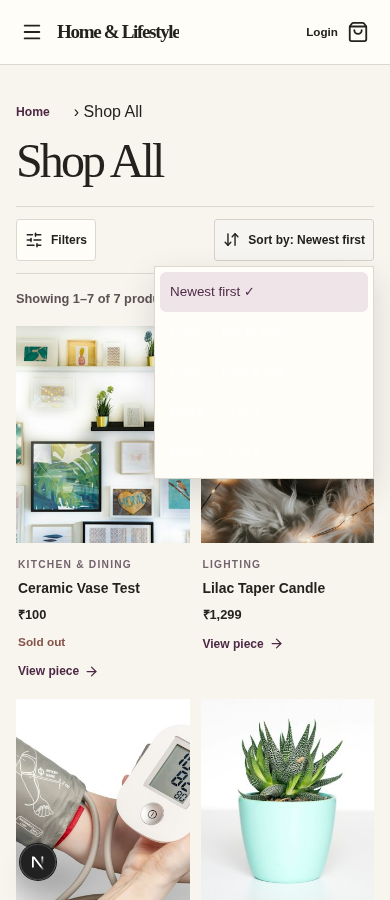 Home & Lifestyle
Login
Home › Shop All
Shop All
Filters
Sort by: Newest first
Newest first ✓
KITCHEN & DINING
Ceramic Vase Test
₹100
Sold out
View piece →
LIGHTING
Lilac Taper Candle
₹1,299
View piece →
Showing 1–7 of 7
N